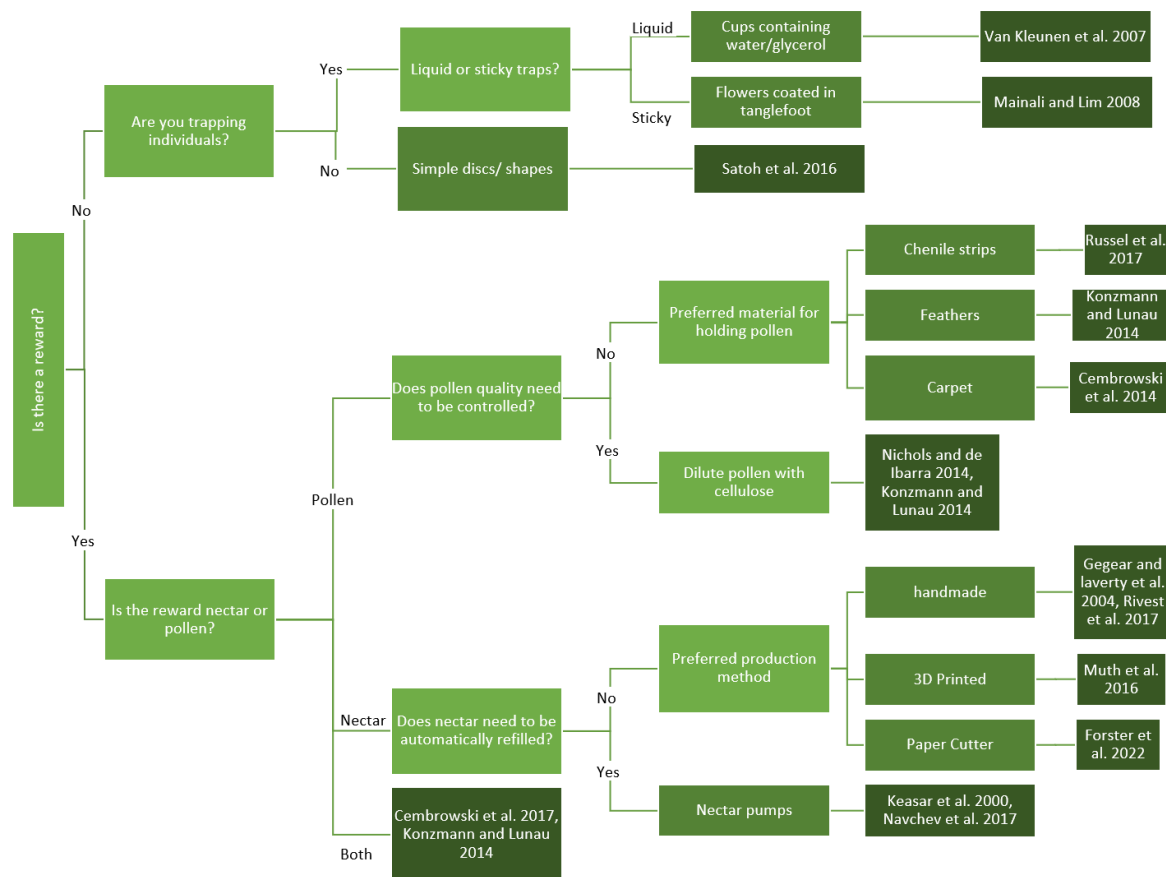 Is there a reward?
No
Yes
Are you trapping
individuals?
Yes
No
Liquid or sticky traps?
Liquid
Sticky
Cups containing
water/glycerol
Van Kleunen et al. 2007
Flowers coated in
tanglefoot
Mainali and Lim 2008
Simple discs/ shapes
Satoh et al. 2016
Is the reward nectar or
pollen?
Pollen
Nectar
Both
Does pollen quality need
to be controlled?
No
Yes
Preferred material for
holding pollen
Chenile strips
Russel et al.
2017
Feathers
Konzmann
and Lunau
2014
Carpet
Cembrowski
et al. 2014
Dilute pollen with
cellulose
Nichols and de
Ibarra 2014,
Konzmann and
Lunau 2014
Does nectar need to be
automatically refilled?
No
Yes
Preferred production
method
handmade
Gegear and
laverty et al.
2004, Rivest
et al. 2017
3D Printed
Muth et al.
2016
Paper Cutter
Forster et
al. 2022
Nectar pumps
Keasar et al. 2000,
Navchev et al. 2017
Cembrowski et al. 2017,
Konzmann and Lunau
2014